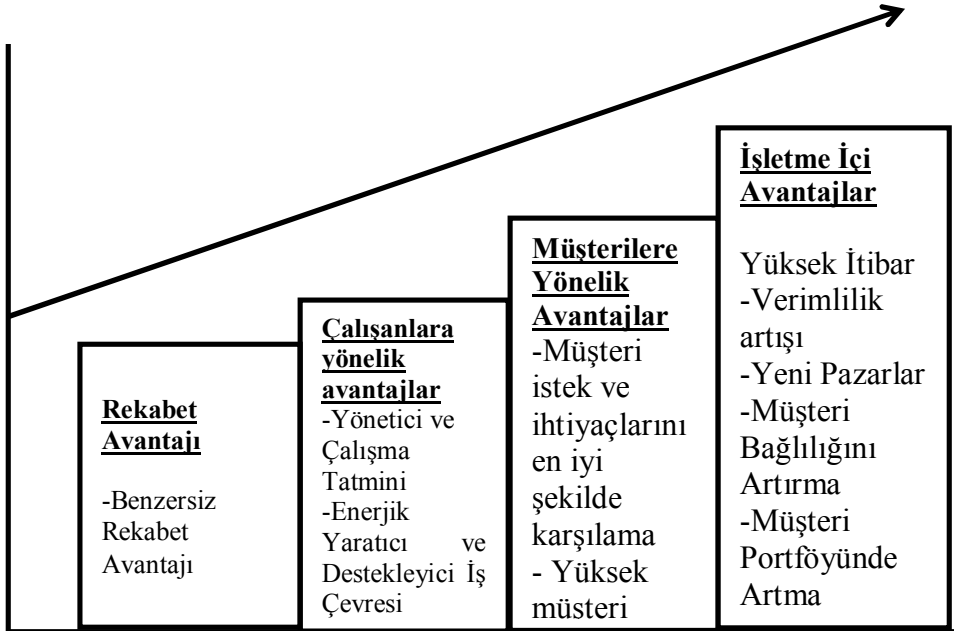 Rekabet
Avantajı
-Benzersiz
Rekabet
Avantajı
Çalışanlara
yönelik
avantajlar
-Yönetici ve
Çalışma
Tatmini
-Enerjik
Yaratıcı ve
Destekleyici İş
Çevresi
Müşterilere
Yönelik
Avantajlar
-Müşteri
istek ve
ihtiyaçlarını
en iyi
şekilde
karşılama
- Yüksek
müşteri
İşletme İçi
Avantajlar
Yüksek İtibar
-Verimlilik
artışı
-Yeni Pazarlar
-Müşteri
Bağlılığını
Artırma
-Müşteri
Portföyünde
Artma